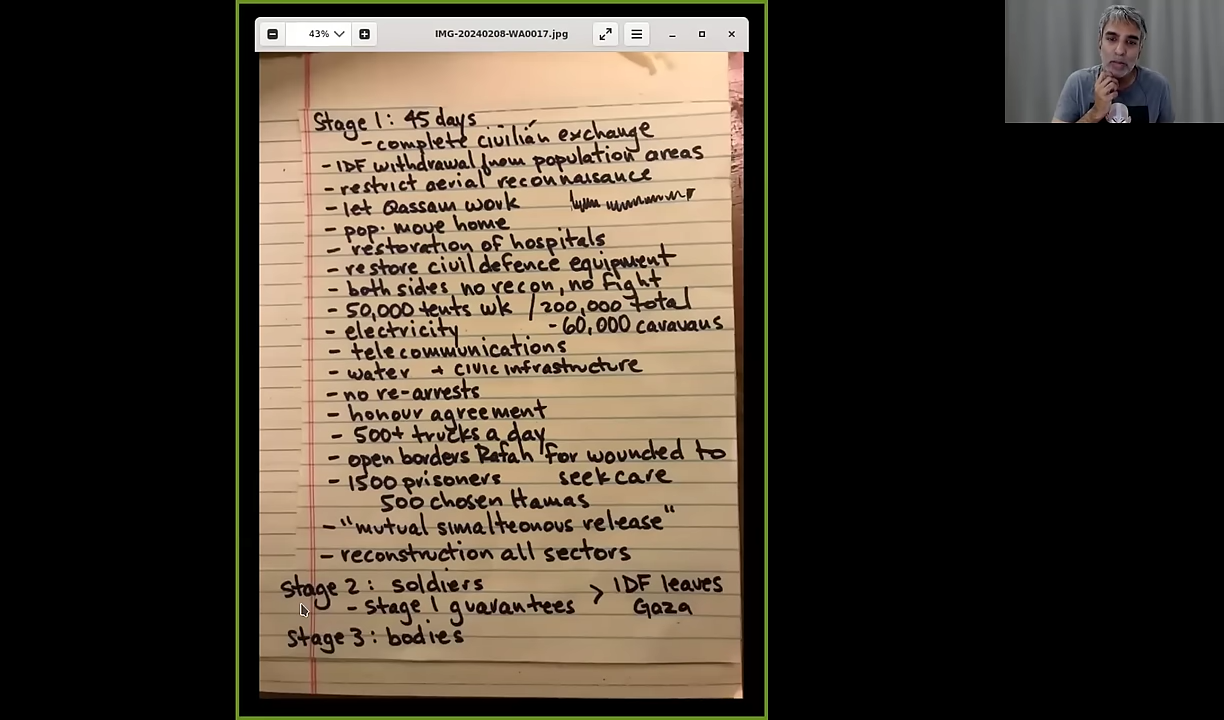 43%
IMG-20240208-WA0017.jpg
Stage 1: 45 days
- complete civilian exchange
- IDF withdrawal from population areas
- restrict aerial reconnaisance
- let Qassam work
- pop. move home
- restoration of hospitals
- restore civil defence equipment
- both sides no recon, no fight
- 50,000 tents wk / 200,000 total
- electricity - 60,000 caravans
- telecommunications
- water + civic infrastructure
- no re-arrests
- honour agreement
- 500+ trucks a day
- open borders Rafah for wounded to
- 1500 prisoners seek care
500 chosen Hamas
- "mutual simalteonous release"
- reconstruction all sectors
Stage 2: soldiers > IDF leaves
- Stage 1 guarantees Gaza
Stage 3: bodies